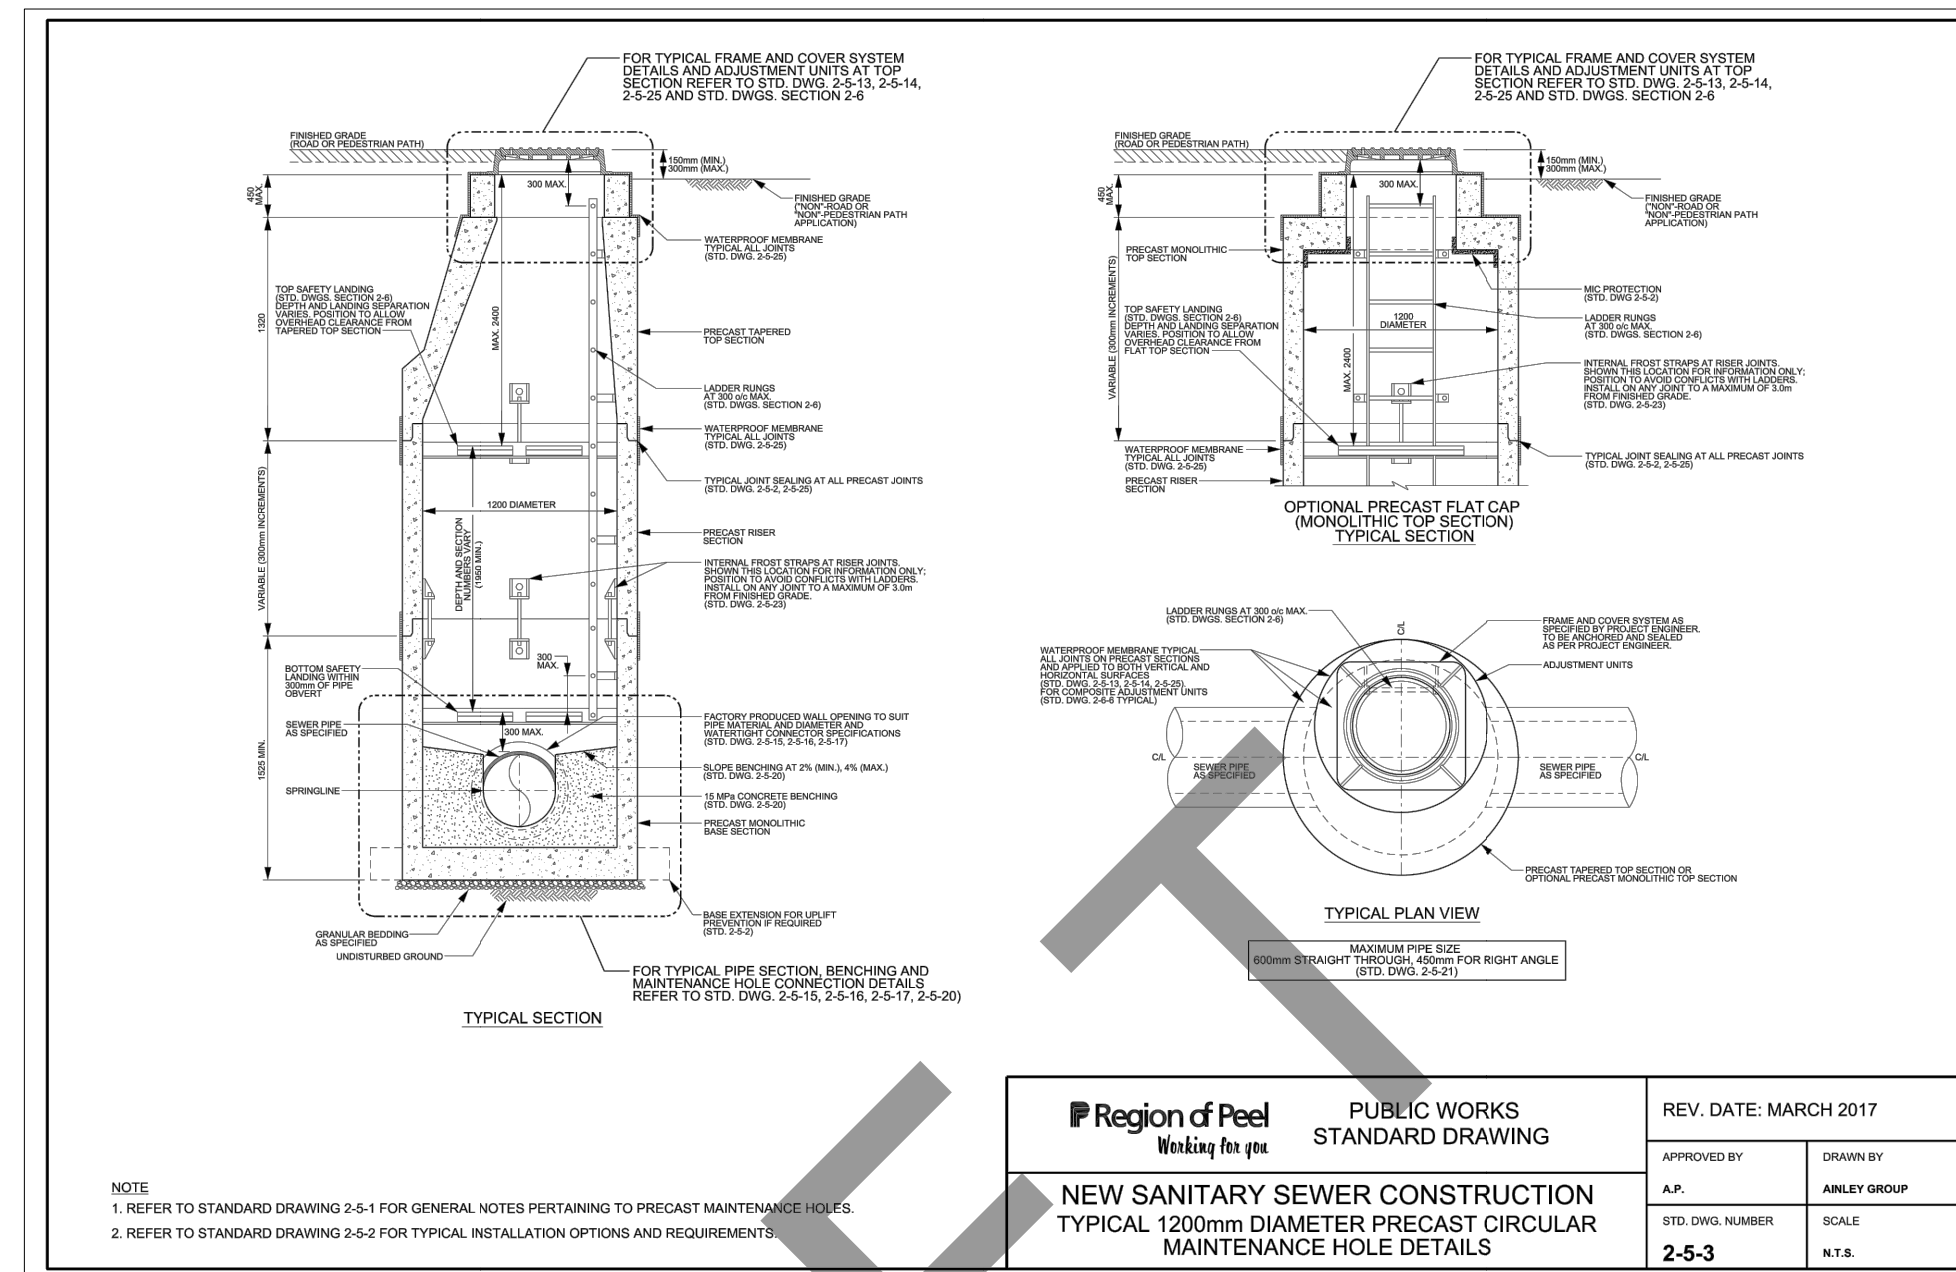 FOR TYPICAL FRAME AND COVER SYSTEM
DETAILS AND ADJUSTMENT UNITS AT TOP
SECTION REFER TO STD. DWG. 2-5-13, 2-5-14,
2-5-25 AND STD. DWGS. SECTION 2-6
FINISHED GRADE
(ROAD OR PEDESTRIAN PATH)
150mm (MIN.)
300mm (MAX.)
300 MAX.
450
MAX.
FINISHED GRADE
("NON"-ROAD OR
"NON"-PEDESTRIAN PATH
APPLICATION)
WATERPROOF MEMBRANE
TYPICAL ALL JOINTS
(STD. DWG. 2-5-25)
TOP SAFETY LANDING
(STD. DWGS. SECTION 2-6)
DEPTH AND LANDING SEPARATION
VARIES. POSITION TO ALLOW
OVERHEAD CLEARANCE FROM
TAPERED TOP SECTION
1320
MAX. 2400
PRECAST TAPERED
TOP SECTION
LADDER RUNGS
AT 300 o/c MAX.
(STD. DWGS. SECTION 2-6)
WATERPROOF MEMBRANE
TYPICAL ALL JOINTS
(STD. DWG. 2-5-25)
TYPICAL JOINT SEALING AT ALL PRECAST JOINTS
(STD. DWG. 2-5-2, 2-5-25)
1200 DIAMETER
VARIABLE (300mm INCREMENTS)
DEPTH AND SECTION
NUMBERS VARY
(1950 MIN.)
PRECAST RISER
SECTION
INTERNAL FROST STRAPS AT RISER JOINTS.
SHOWN THIS LOCATION FOR INFORMATION ONLY;
POSITION TO AVOID CONFLICTS WITH LADDERS.
INSTALL ON ANY JOINT TO A MAXIMUM OF 3.0m
FROM FINISHED GRADE.
(STD. DWG. 2-5-23)
300
MAX.
BOTTOM SAFETY
LANDING WITHIN
300mm OF PIPE
OBVERT
SEWER PIPE
AS SPECIFIED
300 MAX.
FACTORY PRODUCED WALL OPENING TO SUIT
PIPE MATERIAL AND DIAMETER AND
WATERTIGHT CONNECTOR SPECIFICATIONS
(STD. DWG. 2-5-15, 2-5-16, 2-5-17)
1525 MIN.
SLOPE BENCHING AT 2% (MIN.), 4% (MAX.)
(STD. DWG. 2-5-20)
SPRINGLINE
15 MPa CONCRETE BENCHING
(STD. DWG. 2-5-20)
PRECAST MONOLITHIC
BASE SECTION
BASE EXTENSION FOR UPLIFT
PREVENTION IF REQUIRED
(STD. 2-5-2)
GRANULAR BEDDING
AS SPECIFIED
UNDISTURBED GROUND
FOR TYPICAL PIPE SECTION, BENCHING AND
MAINTENANCE HOLE CONNECTION DETAILS
REFER TO STD. DWG. 2-5-15, 2-5-16, 2-5-17, 2-5-20)
TYPICAL SECTION
FOR TYPICAL FRAME AND COVER SYSTEM
DETAILS AND ADJUSTMENT UNITS AT TOP
SECTION REFER TO STD. DWG. 2-5-13, 2-5-14,
2-5-25 AND STD. DWGS. SECTION 2-6
FINISHED GRADE
(ROAD OR PEDESTRIAN PATH)
150mm (MIN.)
300mm (MAX.)
300 MAX.
450
MAX.
FINISHED GRADE
("NON"-ROAD OR
"NON"-PEDESTRIAN PATH
APPLICATION)
PRECAST MONOLITHIC
TOP SECTION
MIC PROTECTION
(STD. DWG 2-5-2)
TOP SAFETY LANDING
(STD. DWGS. SECTION 2-6)
DEPTH AND LANDING SEPARATION
VARIES. POSITION TO ALLOW
OVERHEAD CLEARANCE FROM
FLAT TOP SECTION
VARIABLE (300mm INCREMENTS)
1200
DIAMETER
LADDER RUNGS
AT 300 o/c MAX.
(STD. DWGS. SECTION 2-6)
MAX. 2400
INTERNAL FROST STRAPS AT RISER JOINTS.
SHOWN THIS LOCATION FOR INFORMATION ONLY;
POSITION TO AVOID CONFLICTS WITH LADDERS.
INSTALL ON ANY JOINT TO A MAXIMUM OF 3.0m
FROM FINISHED GRADE.
(STD. DWG. 2-5-23)
WATERPROOF MEMBRANE
TYPICAL ALL JOINTS
(STD. DWG. 2-5-25)
TYPICAL JOINT SEALING AT ALL PRECAST JOINTS
(STD. DWG. 2-5-2, 2-5-25)
PRECAST RISER
SECTION
OPTIONAL PRECAST FLAT CAP
(MONOLITHIC TOP SECTION)
TYPICAL SECTION
LADDER RUNGS AT 300 o/c MAX.
(STD. DWGS. SECTION 2-6)
C/L
FRAME AND COVER SYSTEM AS
SPECIFIED BY PROJECT ENGINEER.
TO BE ANCHORED AND SEALED
AS PER PROJECT ENGINEER.
WATERPROOF MEMBRANE TYPICAL
ALL JOINTS ON PRECAST SECTIONS
AND APPLIED TO BOTH VERTICAL AND
HORIZONTAL SURFACES
(STD. DWG. 2-5-13, 2-5-14, 2-5-25).
FOR COMPOSITE ADJUSTMENT UNITS
(STD. DWG. 2-6-6 TYPICAL)
ADJUSTMENT UNITS
C/L
SEWER PIPE
AS SPECIFIED
SEWER PIPE
AS SPECIFIED
C/L
PRECAST TAPERED TOP SECTION OR
OPTIONAL PRECAST MONOLITHIC TOP SECTION
TYPICAL PLAN VIEW
MAXIMUM PIPE SIZE
600mm STRAIGHT THROUGH, 450mm FOR RIGHT ANGLE
(STD. DWG. 2-5-21)
NOTE
1. REFER TO STANDARD DRAWING 2-5-1 FOR GENERAL NOTES PERTAINING TO PRECAST MAINTENANCE HOLES.
2. REFER TO STANDARD DRAWING 2-5-2 FOR TYPICAL INSTALLATION OPTIONS AND REQUIREMENTS.
Region of Peel
Working for you
PUBLIC WORKS
STANDARD DRAWING
NEW SANITARY SEWER CONSTRUCTION
TYPICAL 1200mm DIAMETER PRECAST CIRCULAR
MAINTENANCE HOLE DETAILS
REV. DATE: MARCH 2017
APPROVED BY
A.P.
DRAWN BY
AINLEY GROUP
STD. DWG. NUMBER
2-5-3
SCALE
N.T.S.